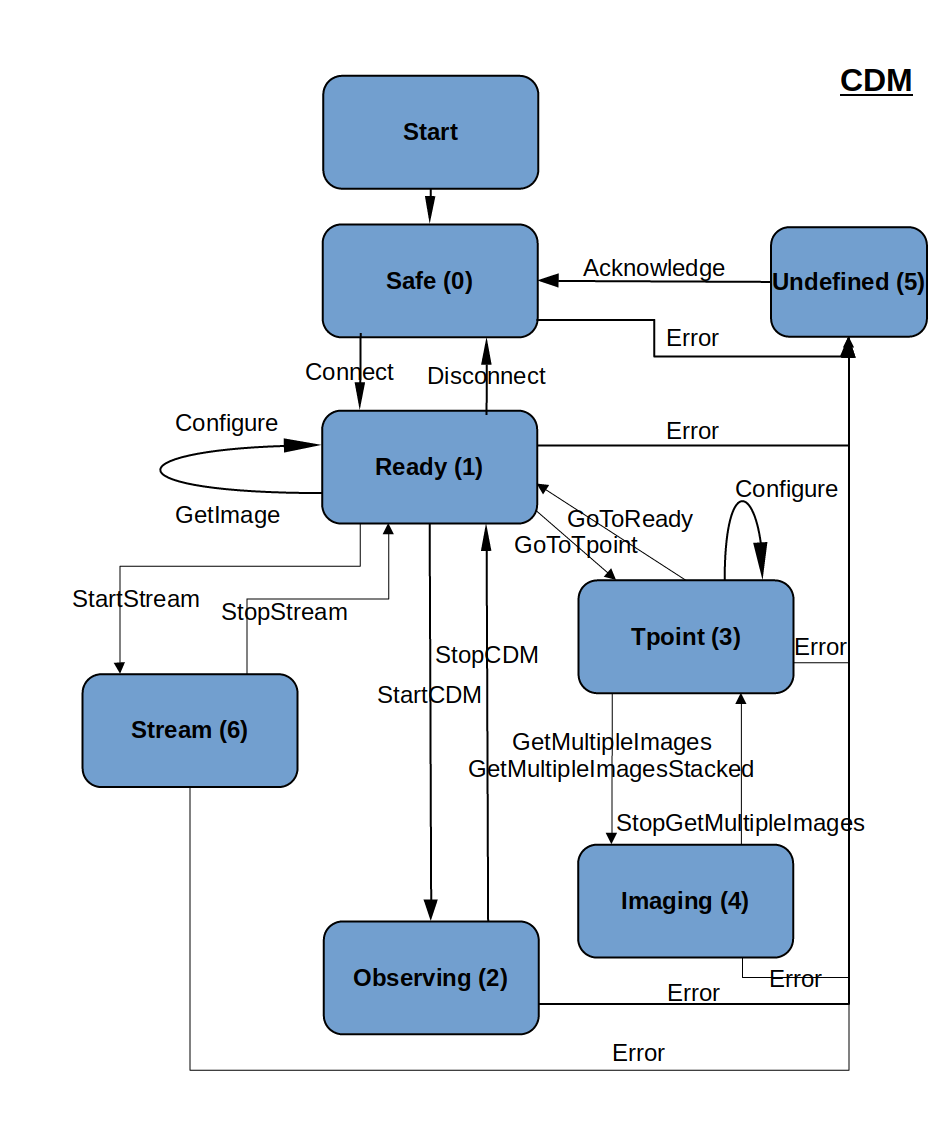 CDM
Start
Safe (0)
Acknowledge
Undefined (5)
Error
Connect
Disconnect
Configure
Ready (1)
Error
GetImage
Configure
GoToReady
GoToTpoint
StartStream
StopStream
Tpoint (3)
Error
StopCDM
StartCDM
Stream (6)
GetMultipleImages
GetMultipleImagesStacked
StopGetMultipleImages
Imaging (4)
Observing (2)
Error
Error
Error